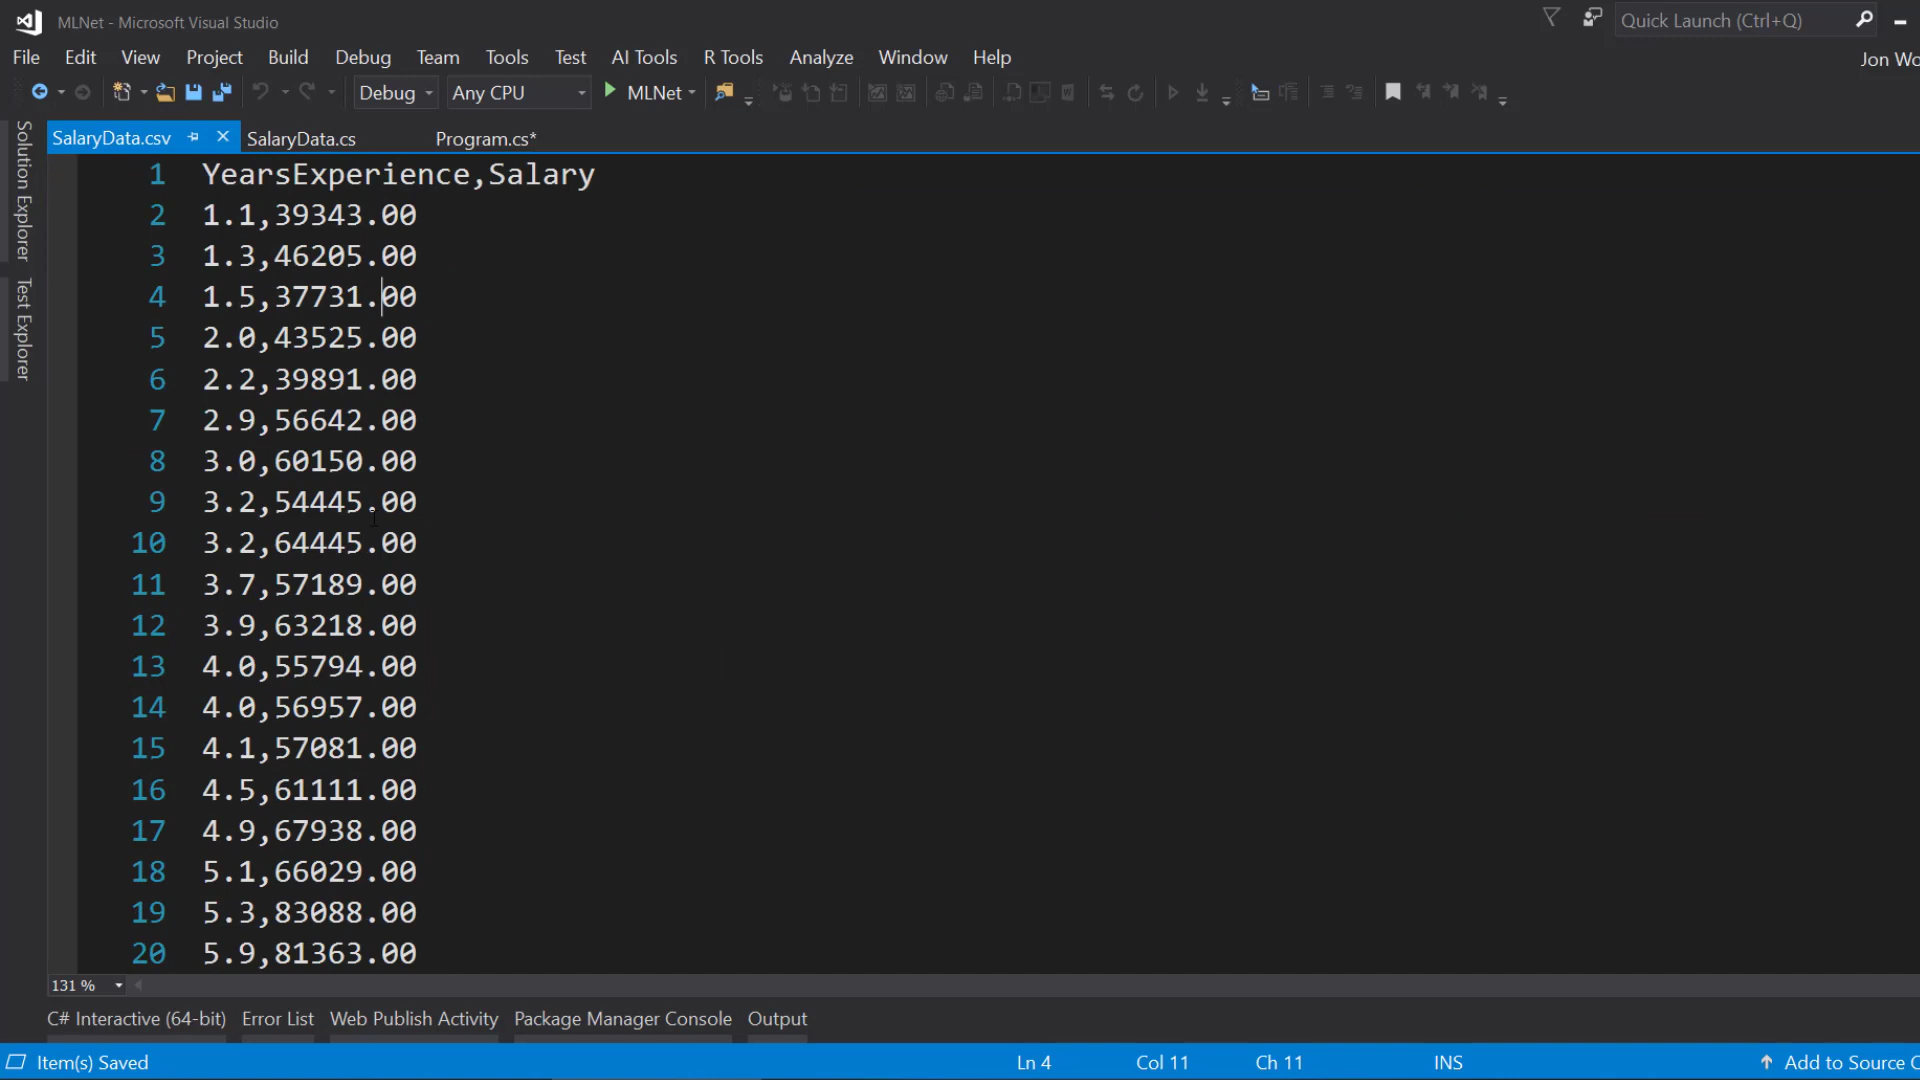 MLNet - Microsoft Visual Studio
Quick Launch (Ctrl+Q)
File Edit View Project Build Debug Team Tools Test AI Tools R Tools Analyze Window Help
Jon Wo
Debug Any CPU MLNet
SalaryData.csv SalaryData.cs Program.cs*
Solution Explorer
Test Explorer
1 YearsExperience,Salary
2 1.1,39343.00
3 1.3,46205.00
4 1.5,37731.00
5 2.0,43525.00
6 2.2,39891.00
7 2.9,56642.00
8 3.0,60150.00
9 3.2,54445.00
10 3.2,64445.00
11 3.7,57189.00
12 3.9,63218.00
13 4.0,55794.00
14 4.0,56957.00
15 4.1,57081.00
16 4.5,61111.00
17 4.9,67938.00
18 5.1,66029.00
19 5.3,83088.00
20 5.9,81363.00
131 %
C# Interactive (64-bit) Error List Web Publish Activity Package Manager Console Output
Item(s) Saved Ln 4 Col 11 Ch 11 INS Add to Source C